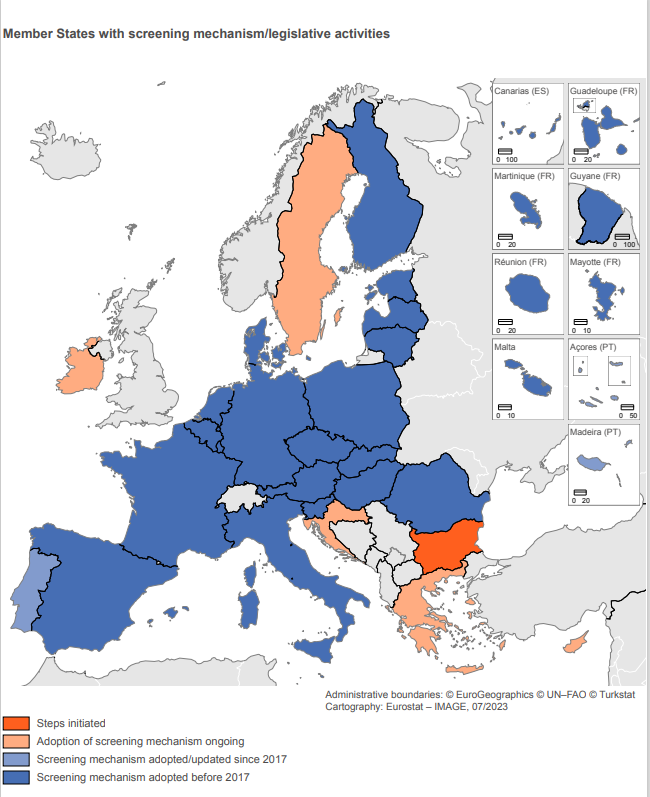 Member States with screening mechanism/legislative activities
Canarias (ES)
0 100
Guadeloupe (FR)
0 20
Martinique (FR)
0 20
Guyane (FR)
0 100
Réunion (FR)
0 20
Mayotte (FR)
0 10
Malta
0 10
Açores (PT)
0 50
Madeira (PT)
0 20
Administrative boundaries: © EuroGeographics © UN–FAO © Turkstat
Cartography: Eurostat – IMAGE, 07/2023
Steps initiated
Adoption of screening mechanism ongoing
Screening mechanism adopted/updated since 2017
Screening mechanism adopted before 2017